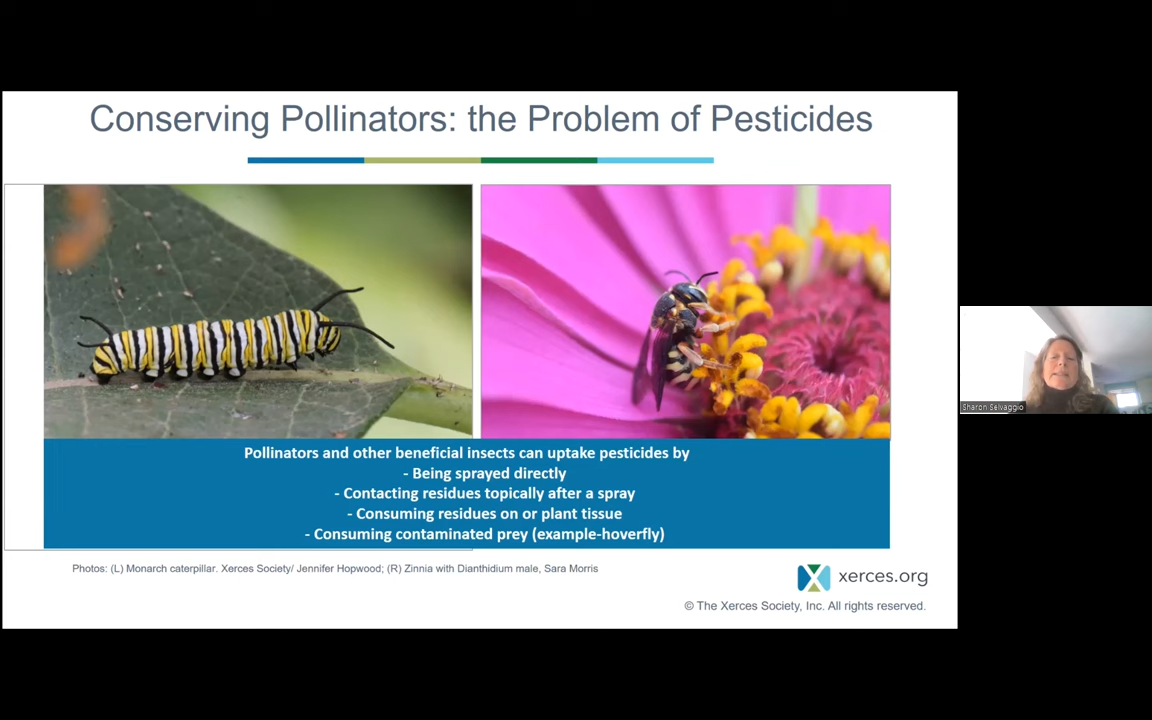 Conserving Pollinators: the Problem of Pesticides
Pollinators and other beneficial insects can uptake pesticides by
- Being sprayed directly
- Contacting residues topically after a spray
- Consuming residues on or plant tissue
- Consuming contaminated prey (example-hoverfly)
Photos: (L) Monarch caterpillar. Xerces Society/ Jennifer Hopwood; (R) Zinnia with Dianthidium male, Sara Morris
xerces.org
© The Xerces Society, Inc. All rights reserved.
Sharon Selvaggio